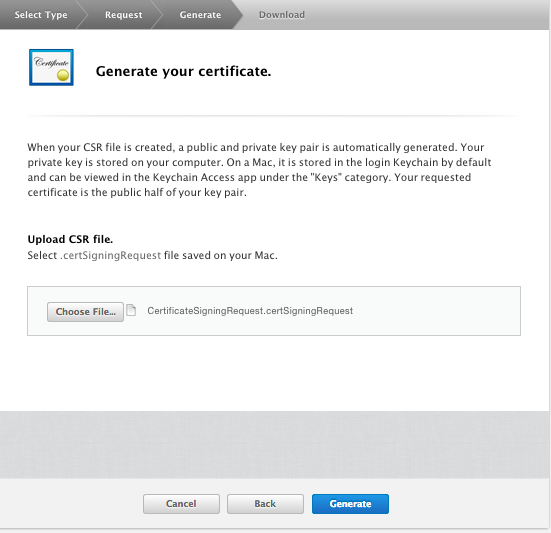 Select Type
Request
Generate
Download
Certificate
Generate your certificate.
When your CSR file is created, a public and private key pair is automatically generated. Your
private key is stored on your computer. On a Mac, it is stored in the login Keychain by default
and can be viewed in the Keychain Access app under the "Keys" category. Your requested
certificate is the public half of your key pair.
Upload CSR file.
Select .certSigningRequest file saved on your Mac.
Choose File...
CertificateSigningRequest.certSigningRequest
Cancel
Back
Generate